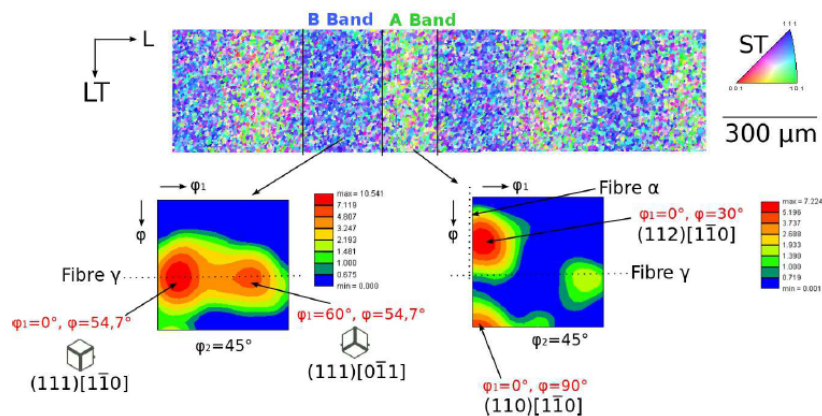 B Band
A Band
L
LT
ST
111
001
101
300 µm
φ1
φ
max = 10.541
7.119
4.807
3.247
2.193
1.481
1.000
0.675
min = 0.000
Fibre γ
φ1=0°, φ=54,7°
(111)[11̅0]
φ2=45°
φ1=60°, φ=54,7°
(111)[01̅1]
φ1
φ
Fibre α
φ1=0°, φ=30°
(112)[11̅0]
Fibre γ
max = 7.224
5.196
3.737
2.688
1.933
1.390
1.000
0.719
min = 0.001
φ2=45°
φ1=0°, φ=90°
(110)[11̅0]